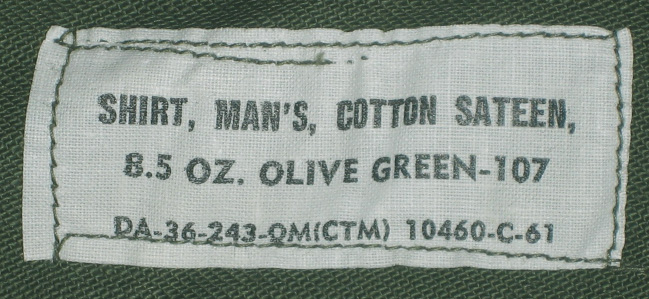 SHIRT, MAN'S, COTTON SATEEN,
8.5 OZ. OLIVE GREEN-107
DA-36-243-QM(CTM) 10460-C-61